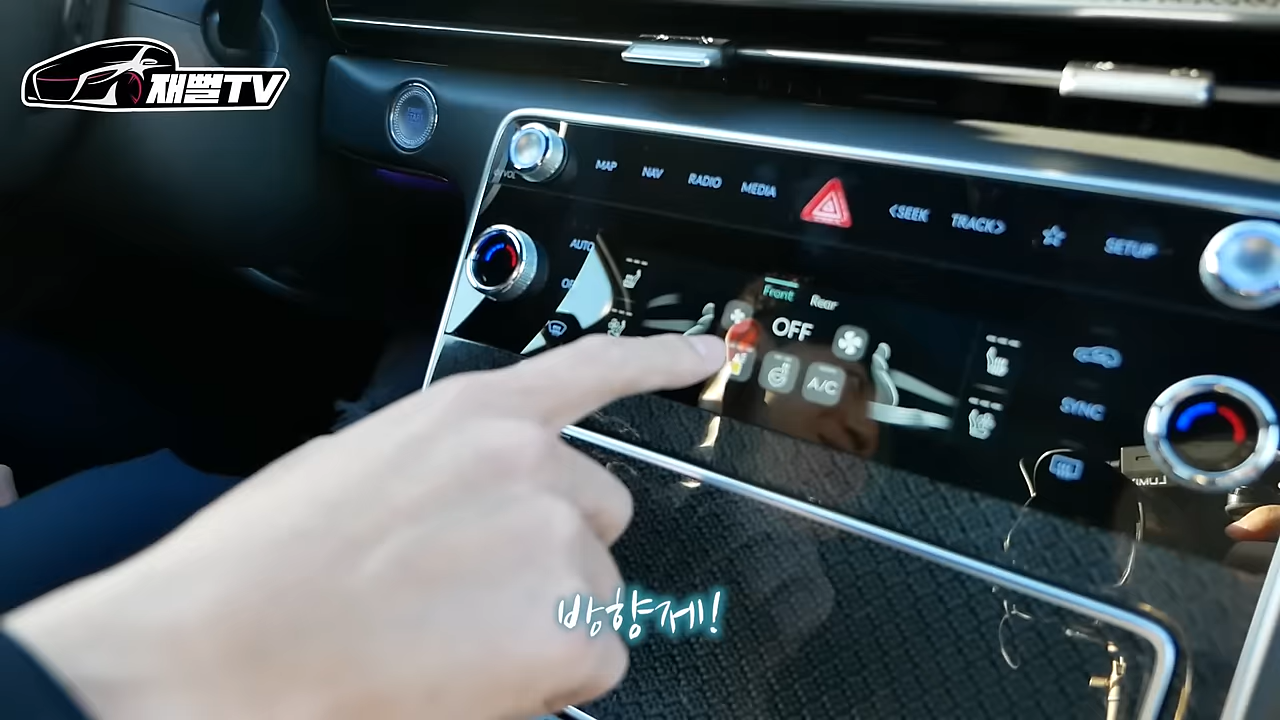 재뻘TV
MAP NAV RADIO MEDIA <SEEK TRACK> SETUP
VOL
AUTO
Front Rear
OFF
A/C
SYNC
방향제!